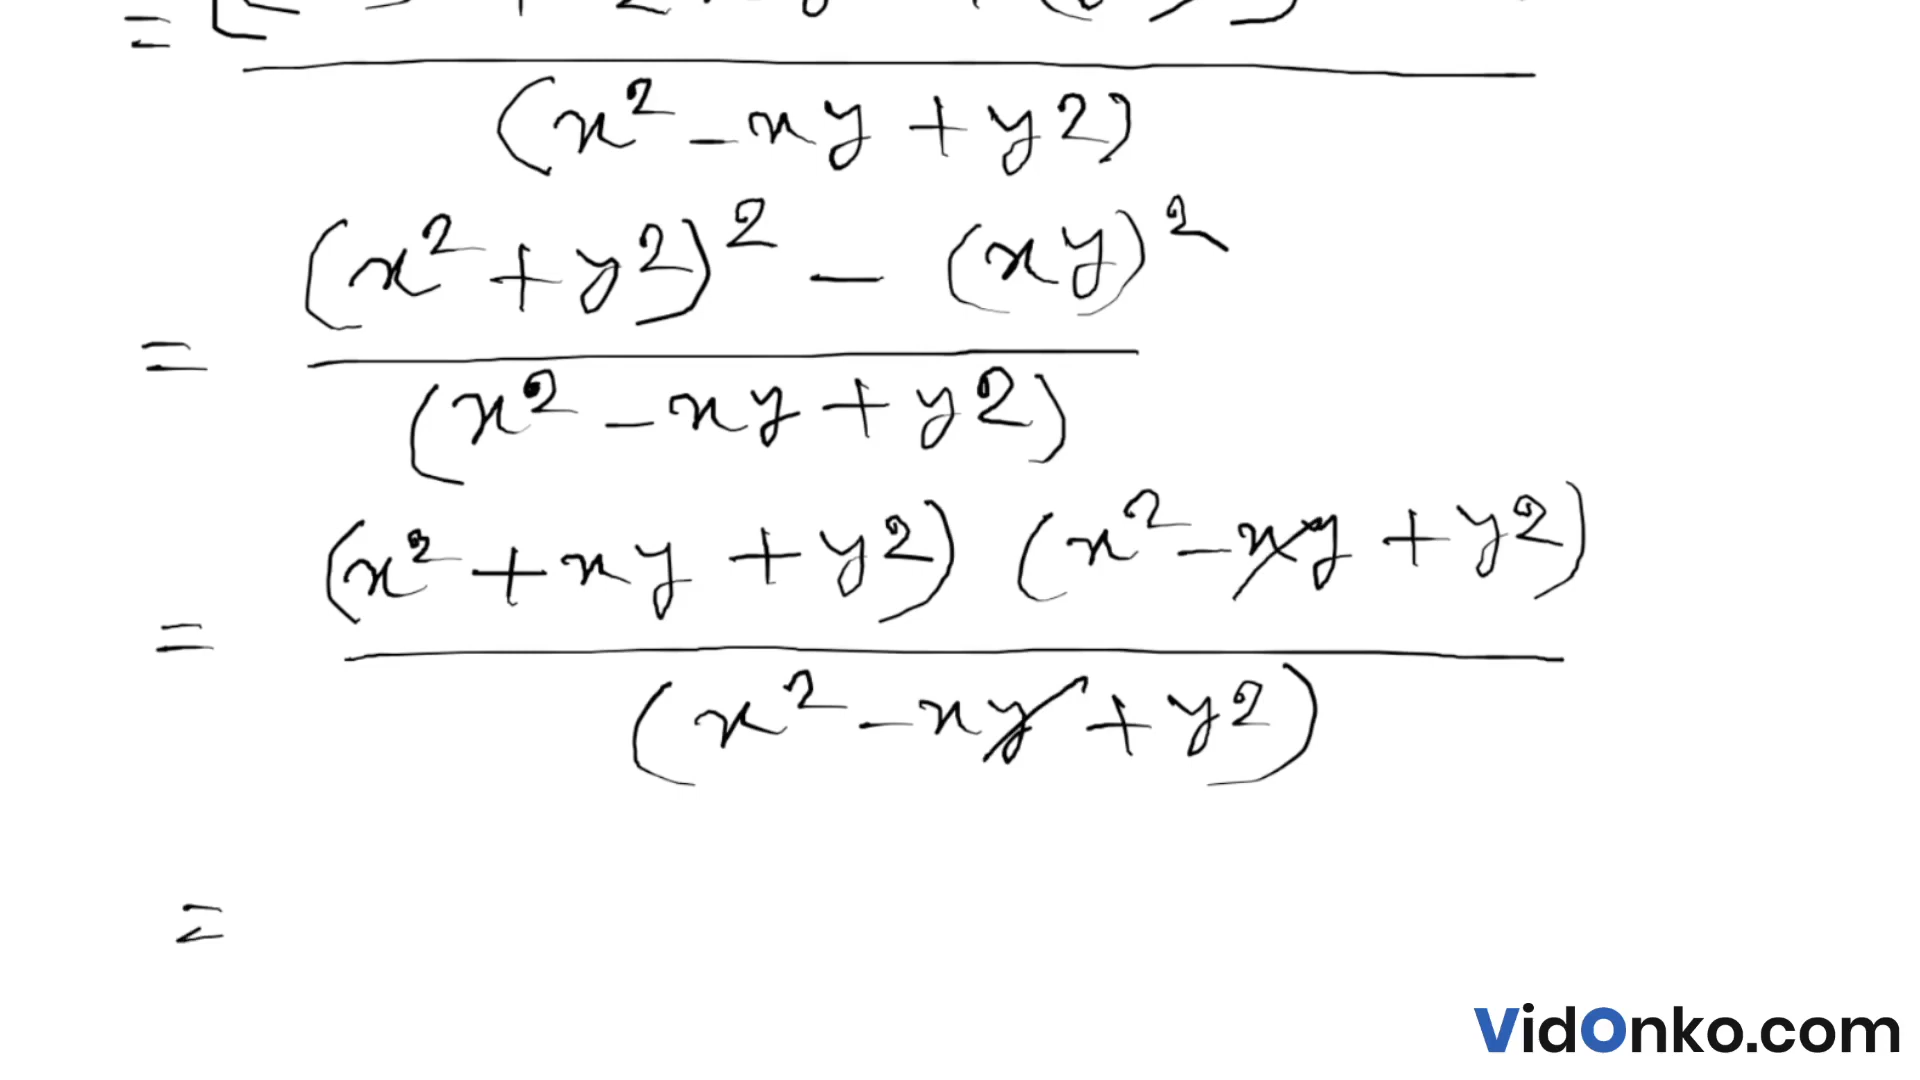 =
(x² - xy + y2)
(x² + y2)² - (xy)²
=
(x2 - xy + y2)
(x² + xy + y2) (x² - xy + y2)
=
(x² - xy + y2)
=
VidOnko.com